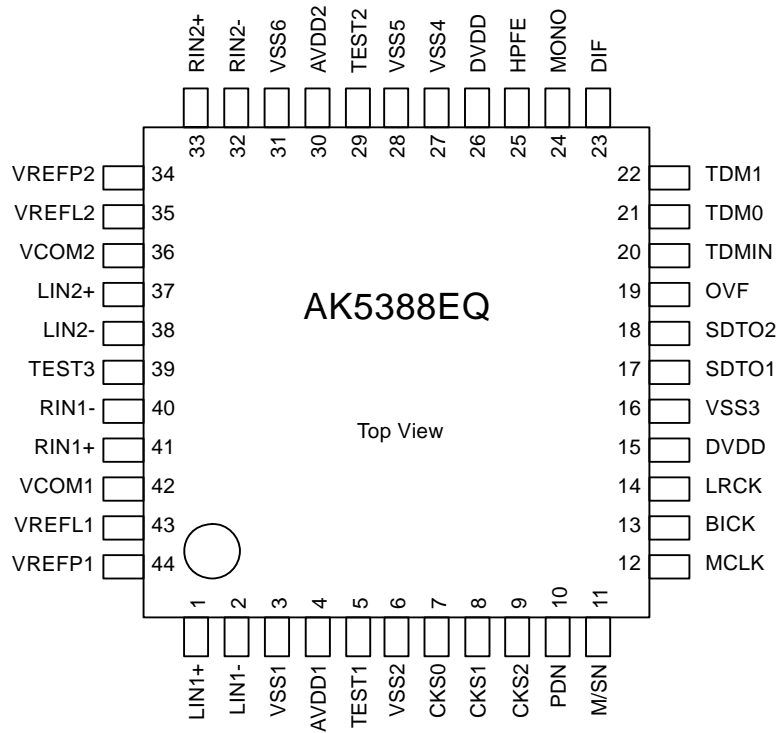 RIN2+ RIN2- VSS6 AVDD2 TEST2 VSS5 VSS4 DVDD HPFE MONO DIF
33 32 31 30 29 28 27 26 25 24 23
VREFP2 34 22 TDM1
VREFL2 35 21 TDM0
VCOM2 36 20 TDMIN
LIN2+ 37 19 OVF
AK5388EQ
LIN2- 38 18 SDTO2
TEST3 39 17 SDTO1
RIN1- 40 16 VSS3
Top View
RIN1+ 41 15 DVDD
VCOM1 42 14 LRCK
VREFL1 43 13 BICK
VREFP1 44 12 MCLK
1 2 3 4 5 6 7 8 9 10 11
LIN1+ LIN1- VSS1 AVDD1 TEST1 VSS2 CKS0 CKS1 CKS2 PDN M/SN